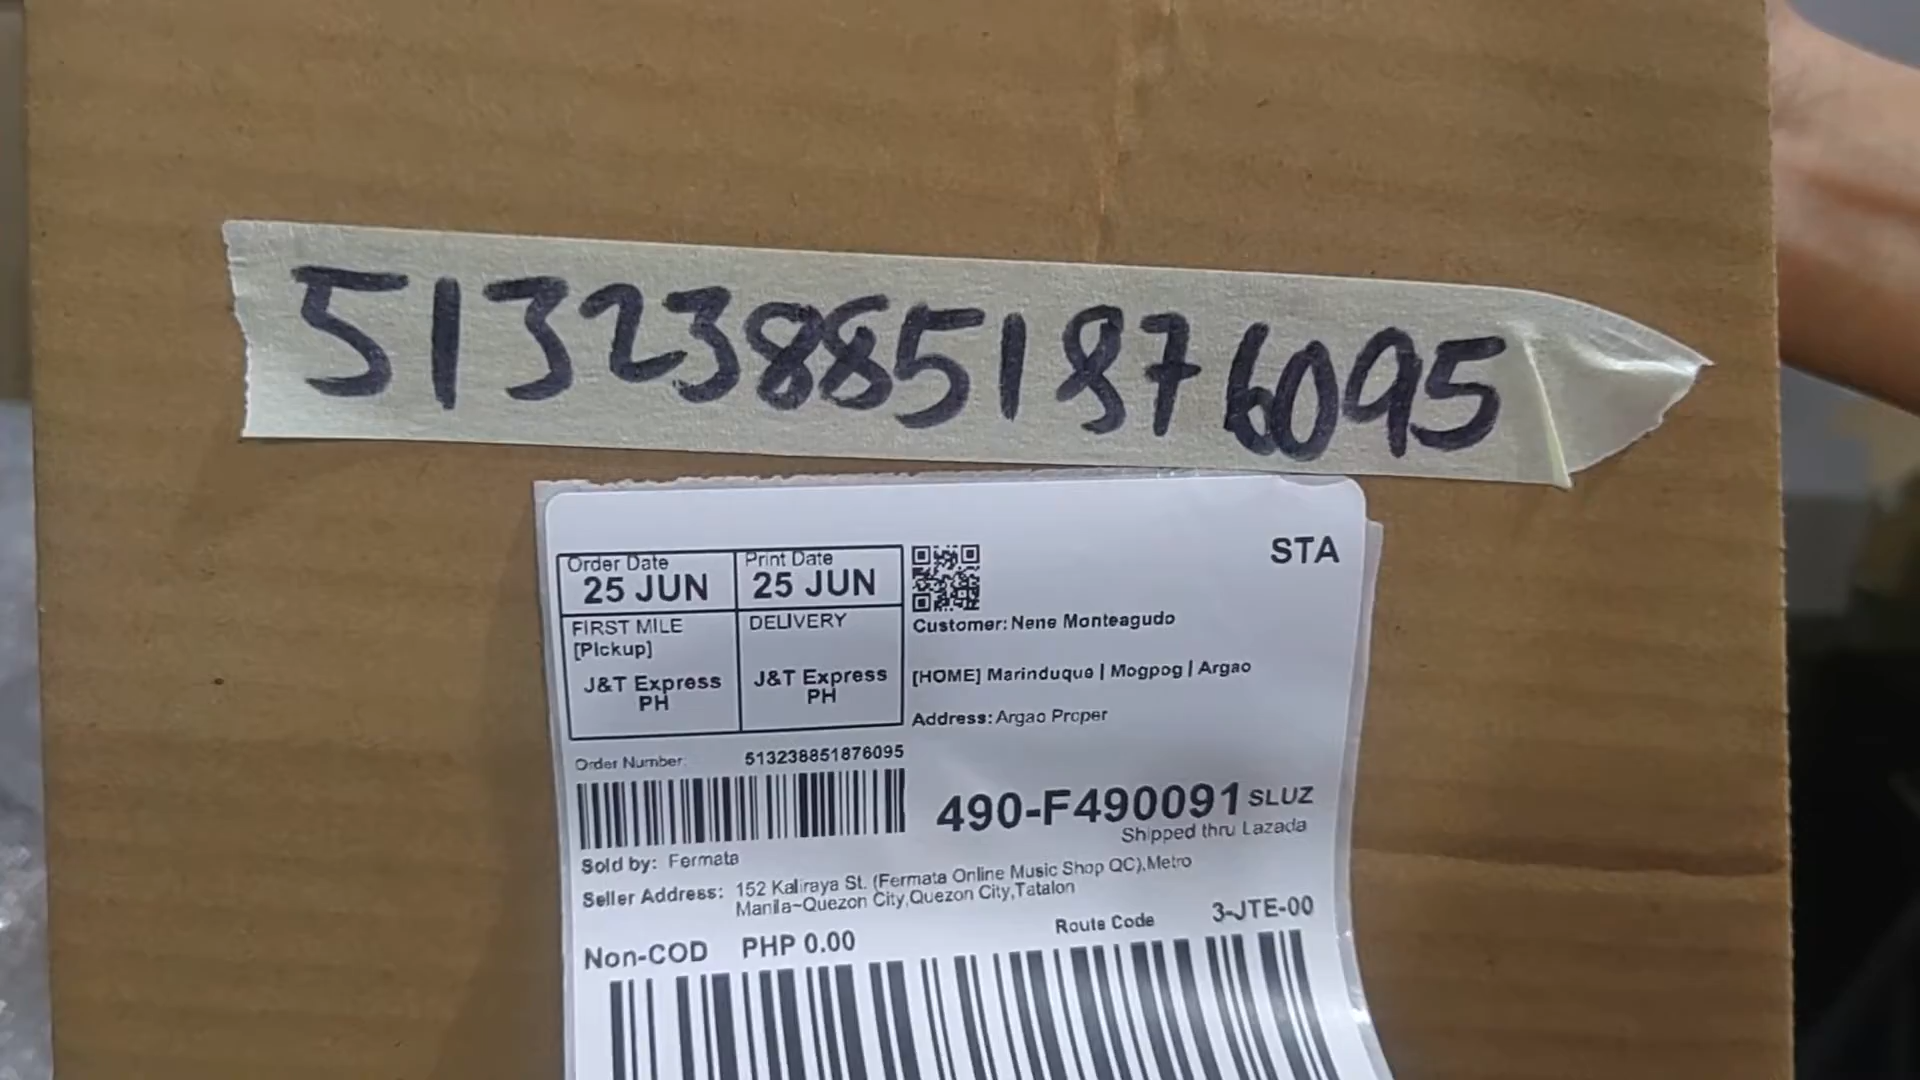 513238851876095
STA
Order Date
25 JUN
Print Date
25 JUN
FIRST MILE
[Pickup]
J&T Express
PH
DELIVERY
J&T Express
PH
Customer: Nene Monteagudo
[HOME] Marinduque | Mogpog | Argao
Address: Argao Proper
Order Number: 513238851876095
490-F490091 SLUZ
Shipped thru Lazada
Sold by: Fermata
Seller Address: 152 Kaliraya St. (Fermata Online Music Shop QC),Metro
Manila~Quezon City,Quezon City,Tatalon
Route Code 3-JTE-00
Non-COD PHP 0.00